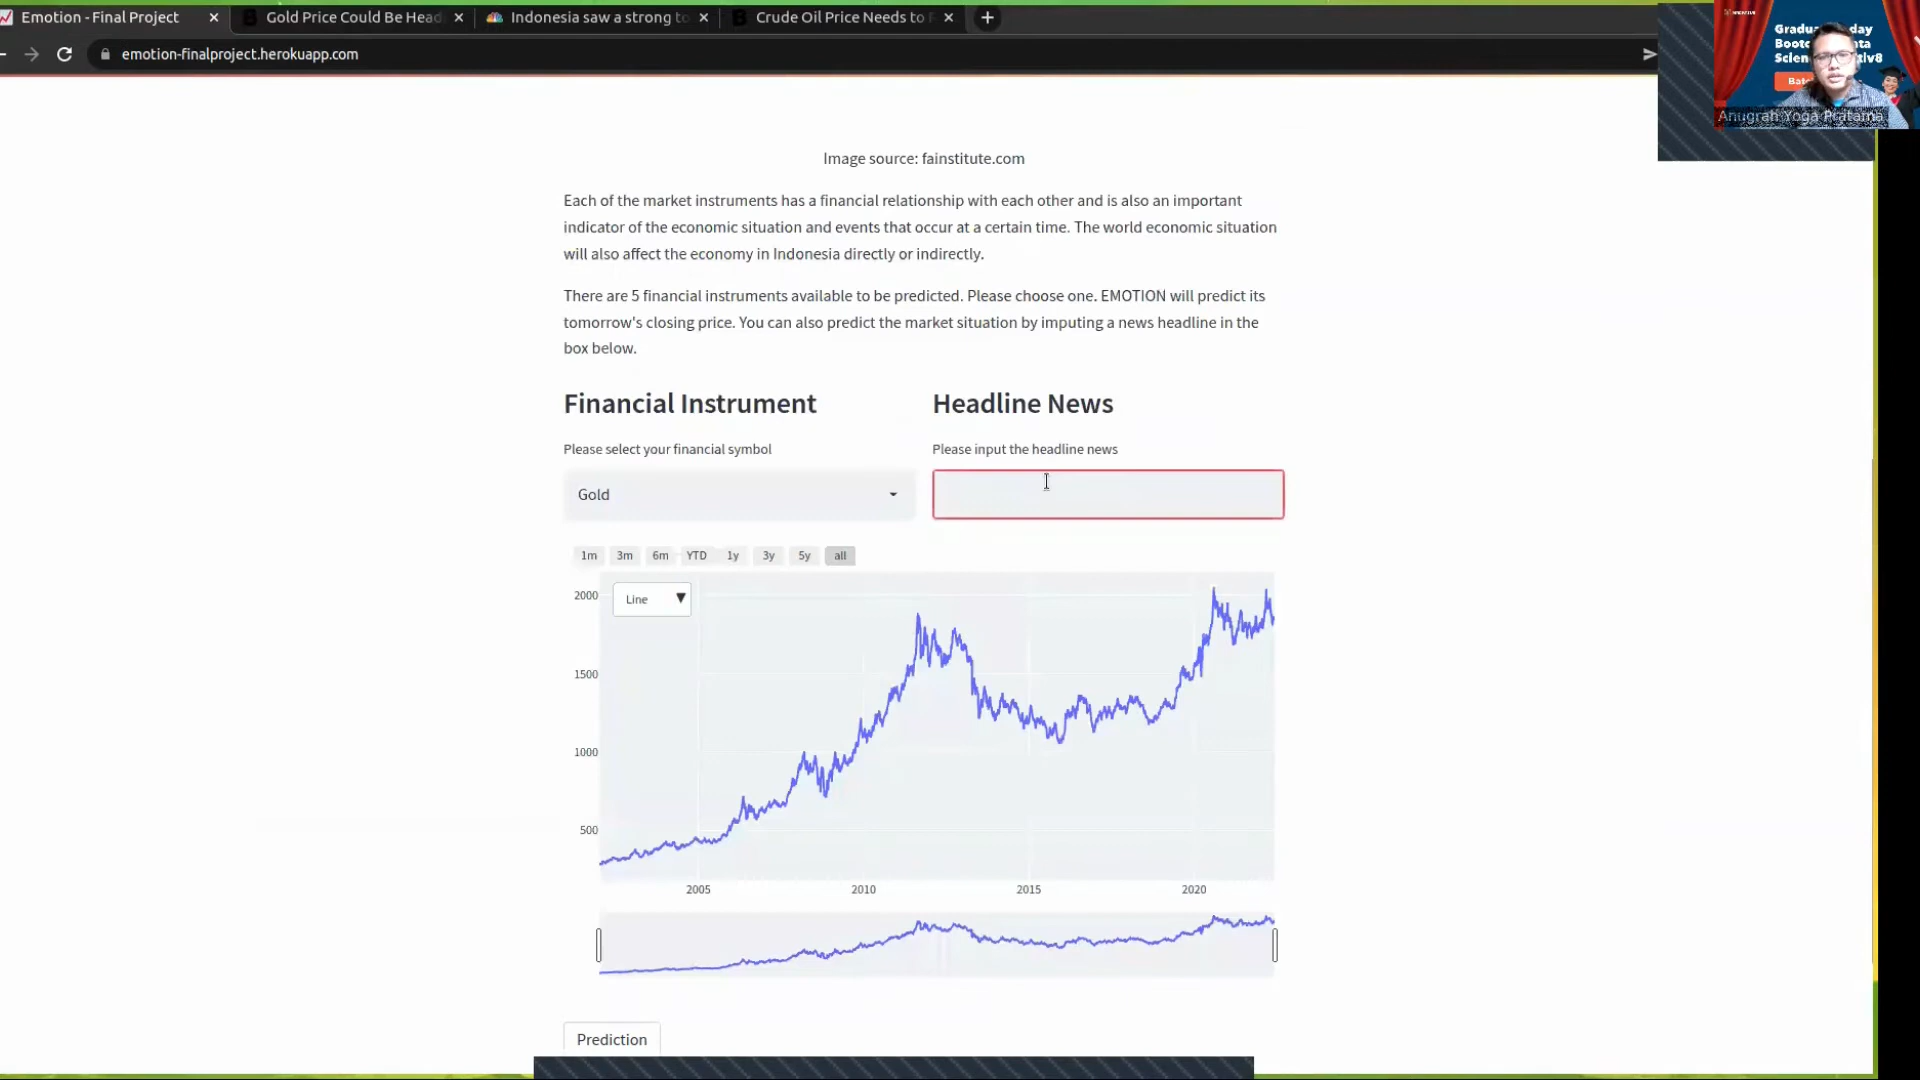 Emotion - Final Project
Gold Price Could Be Head
Indonesia saw a strong to
Crude Oil Price Needs to
emotion-finalproject.herokuapp.com
Anugrah Yoga Pratama
Image source: fainstitute.com
Each of the market instruments has a financial relationship with each other and is also an important
indicator of the economic situation and events that occur at a certain time. The world economic situation
will also affect the economy in Indonesia directly or indirectly.
There are 5 financial instruments available to be predicted. Please choose one. EMOTION will predict its
tomorrow's closing price. You can also predict the market situation by imputing a news headline in the
box below.
Financial Instrument
Headline News
Please select your financial symbol
Please input the headline news
Gold
1m 3m 6m YTD 1y 3y 5y all
Line
2000
1500
1000
500
2005 2010 2015 2020
Prediction